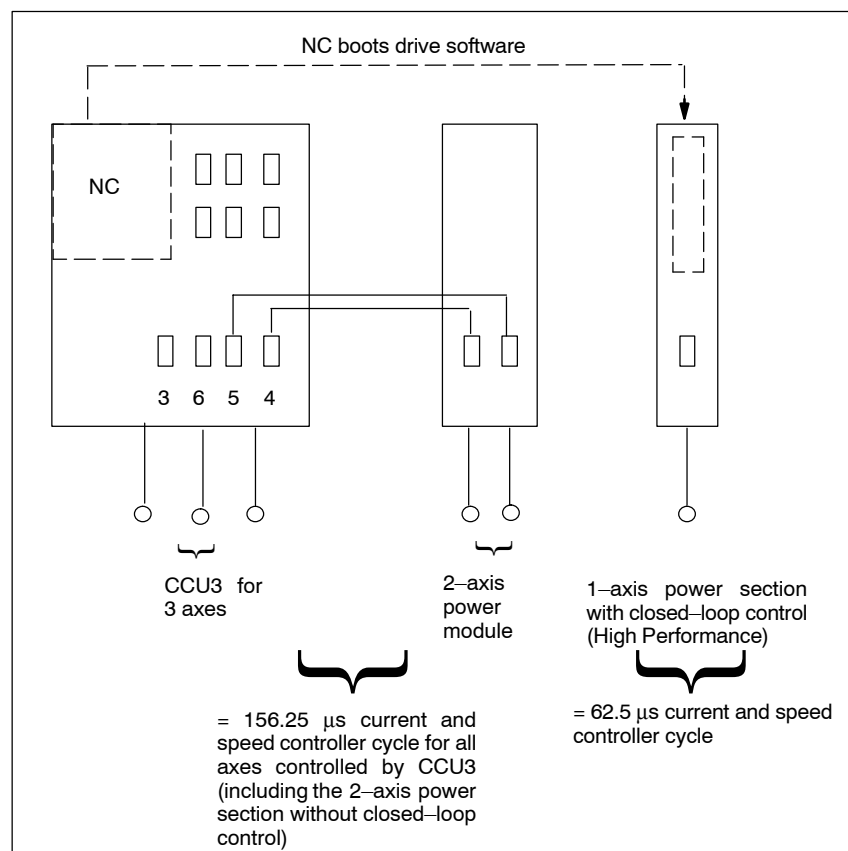 NC boots drive software
NC
3 6 5 4
CCU3 for
3 axes
2–axis
power
module
1–axis power section
with closed–loop control
(High Performance)
= 156.25 μs current and
speed controller cycle for all
axes controlled by CCU3
(including the 2–axis power
section without closed–loop
control)
= 62.5 μs current and speed
controller cycle